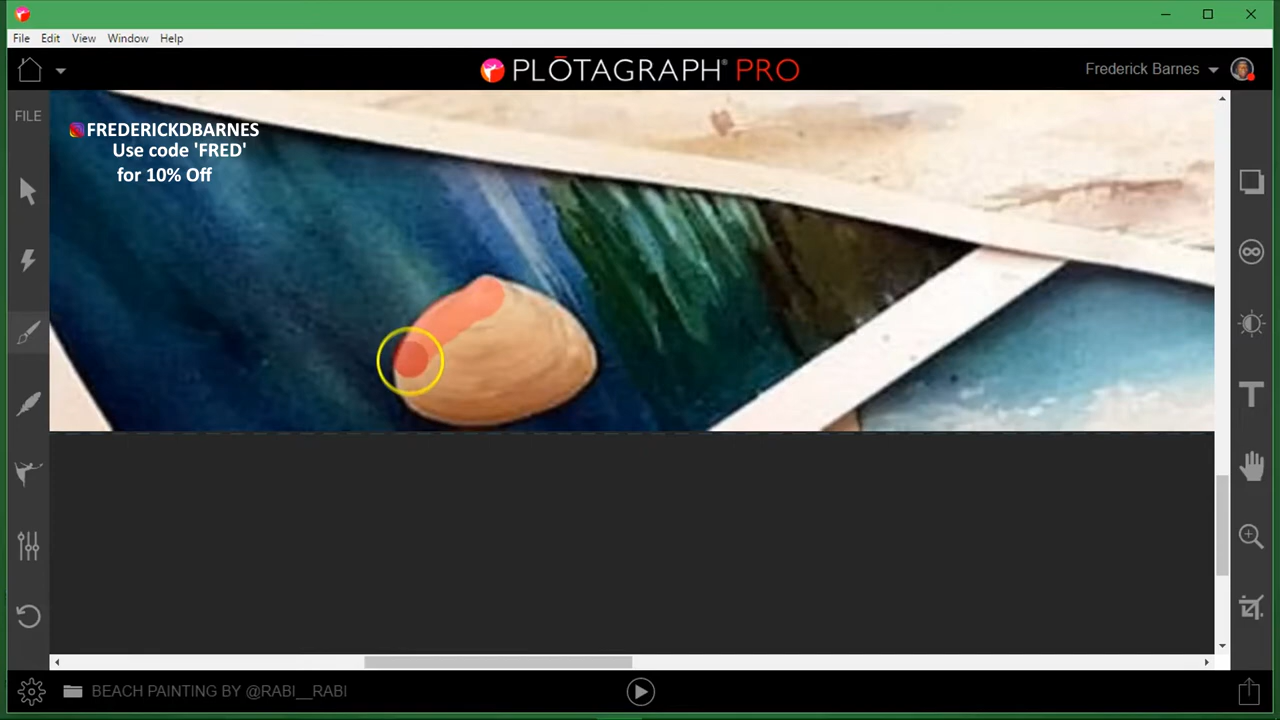 File Edit View Window Help
PLŌTAGRAPH® PRO
Frederick Barnes
FILE
FREDERICKDBARNES
Use code 'FRED'
for 10% Off
T
BEACH PAINTING BY @RABI__RABI